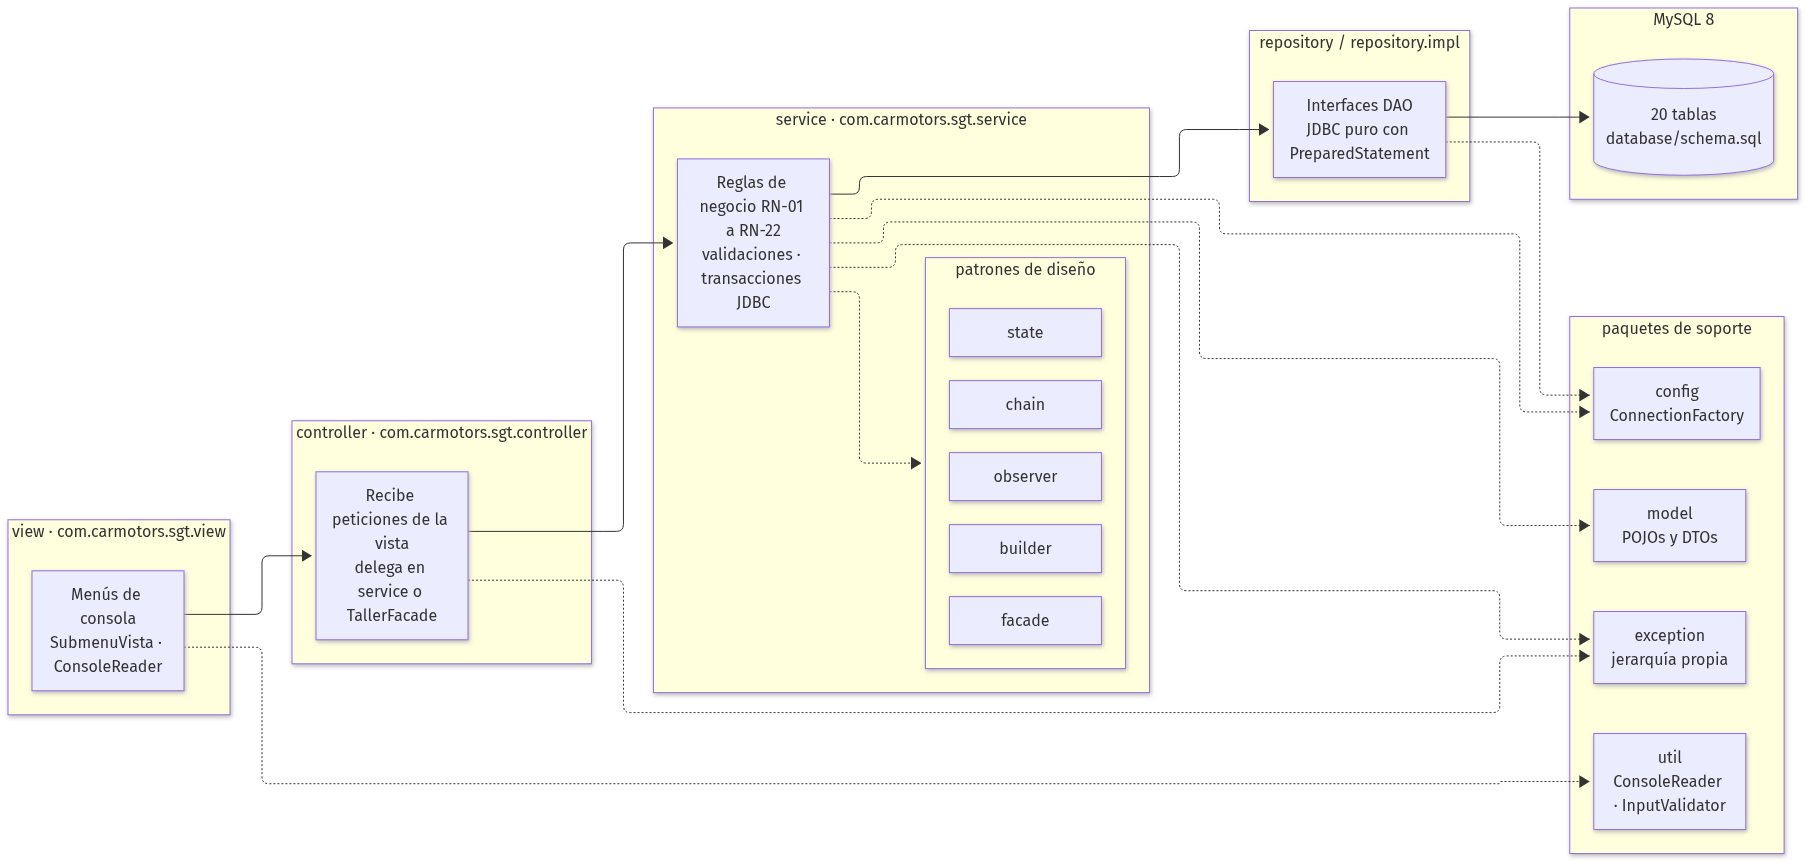 view · com.carmotors.sgt.view
Menús de
consola
SubmenuVista ·
ConsoleReader
controller · com.carmotors.sgt.controller
Recibe
peticiones de la
vista
delega en
service o
TallerFacade
service · com.carmotors.sgt.service
Reglas de
negocio RN-01
a RN-22
validaciones ·
transacciones
JDBC
patrones de diseño
state
chain
observer
builder
facade
repository / repository.impl
Interfaces DAO
JDBC puro con
PreparedStatement
MySQL 8
20 tablas
database/schema.sql
paquetes de soporte
config
ConnectionFactory
model
POJOs y DTOs
exception
jerarquía propia
util
ConsoleReader
· InputValidator